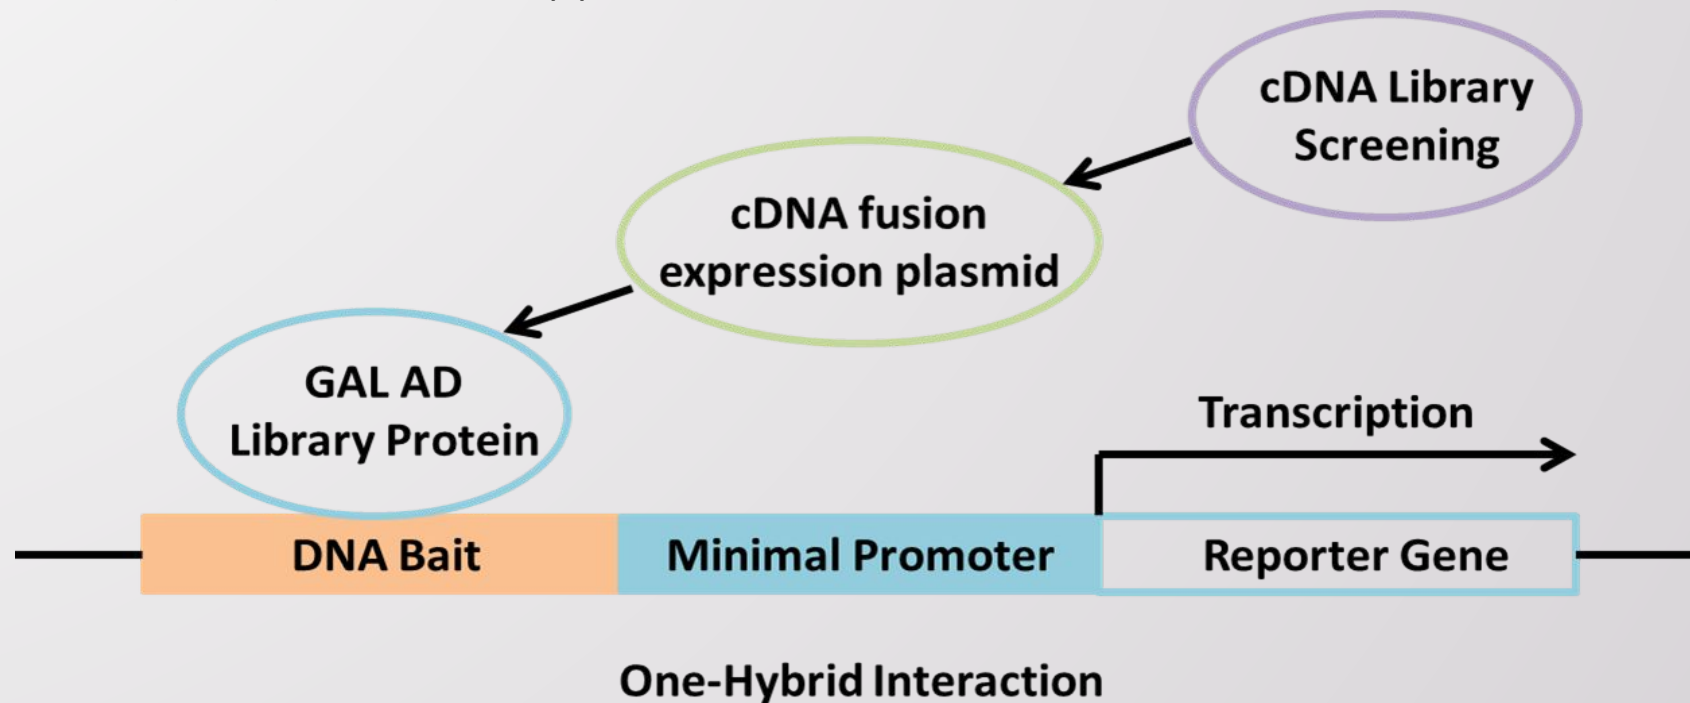 cDNA Library
Screening
cDNA fusion
expression plasmid
GAL AD
Library Protein
Transcription
DNA Bait
Minimal Promoter
Reporter Gene
One-Hybrid Interaction